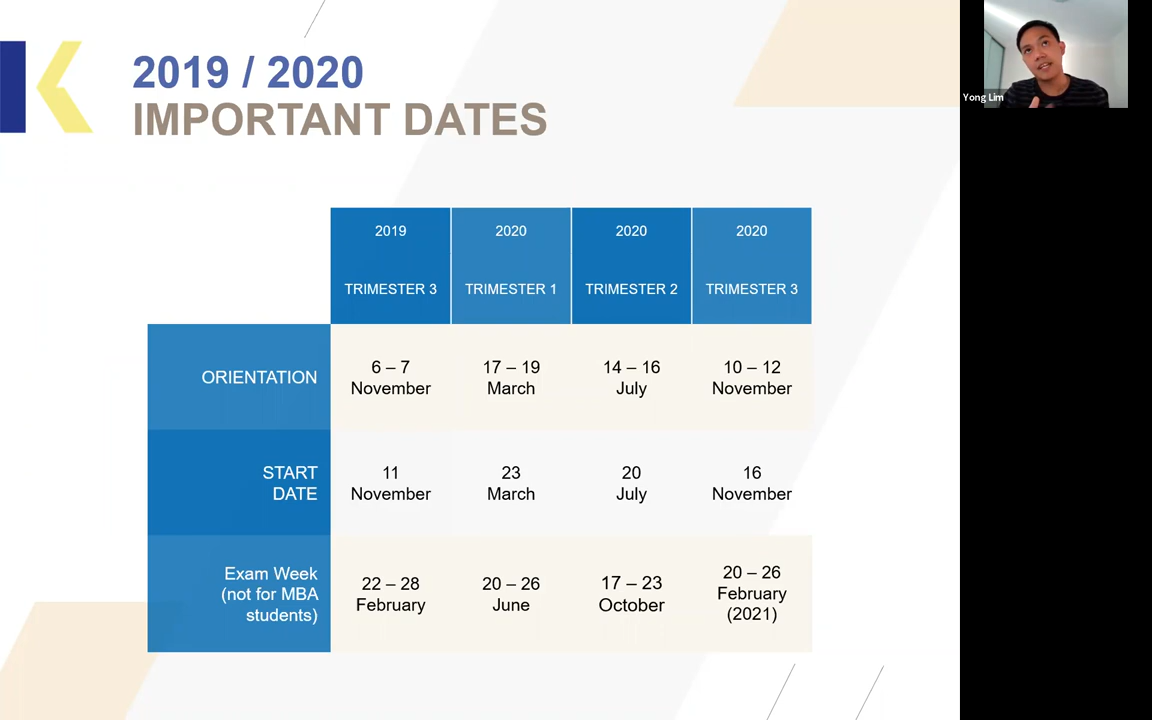 2019 / 2020
IMPORTANT DATES
Yong Lim
2019
2020
2020
2020
TRIMESTER 3
TRIMESTER 1
TRIMESTER 2
TRIMESTER 3
ORIENTATION
6 – 7
November
17 – 19
March
14 – 16
July
10 – 12
November
START
DATE
11
November
23
March
20
July
16
November
Exam Week
(not for MBA
students)
22 – 28
February
20 – 26
June
17 – 23
October
20 – 26
February
(2021)